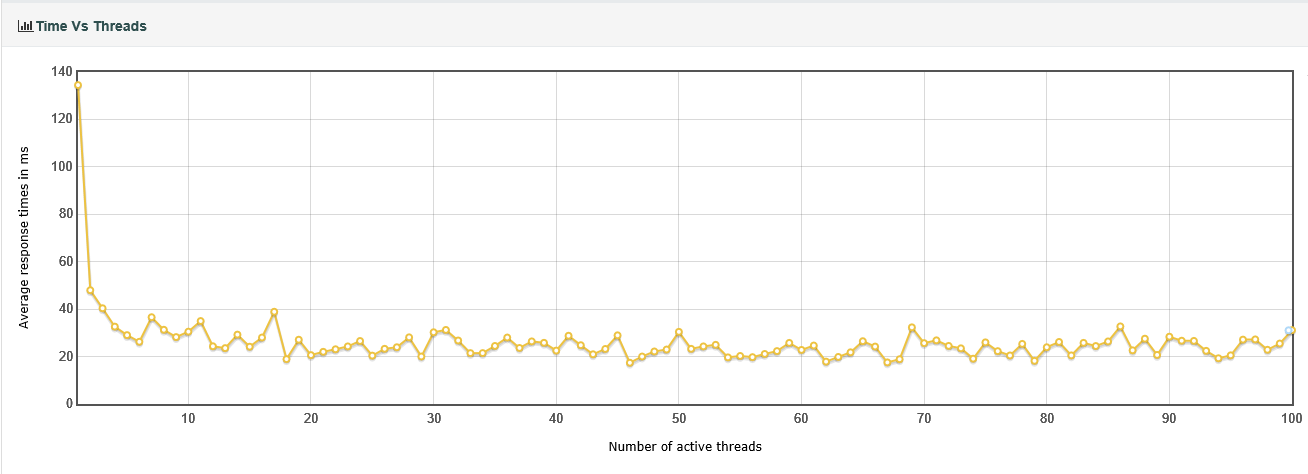 Time Vs Threads
140
120
100
80
60
40
20
0
Average response times in ms
10 20 30 40 50 60 70 80 90 100
Number of active threads